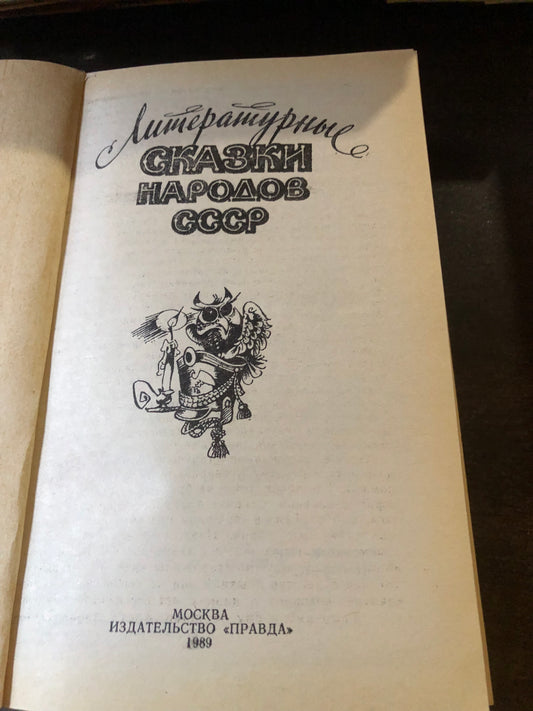 Литературные
СКАЗКИ
НАРОДОВ
СССР
МОСКВА
ИЗДАТЕЛЬСТВО «ПРАВДА»
1989